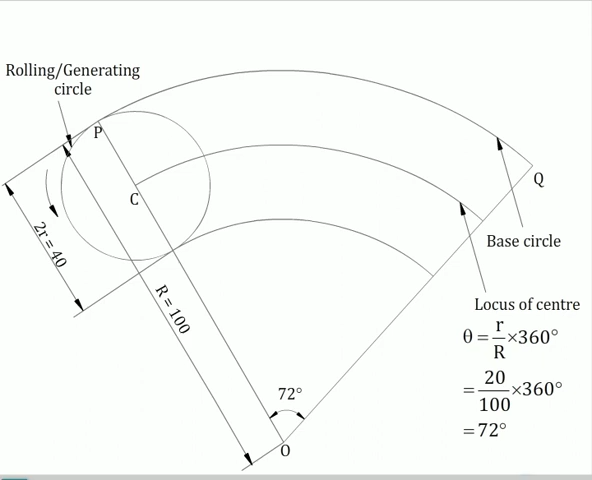 Rolling/Generating
circle
P
C
Q
2r = 40
R = 100
Base circle
Locus of centre
θ = r/R ×360°
= 20/100 ×360°
= 72°
72°
O